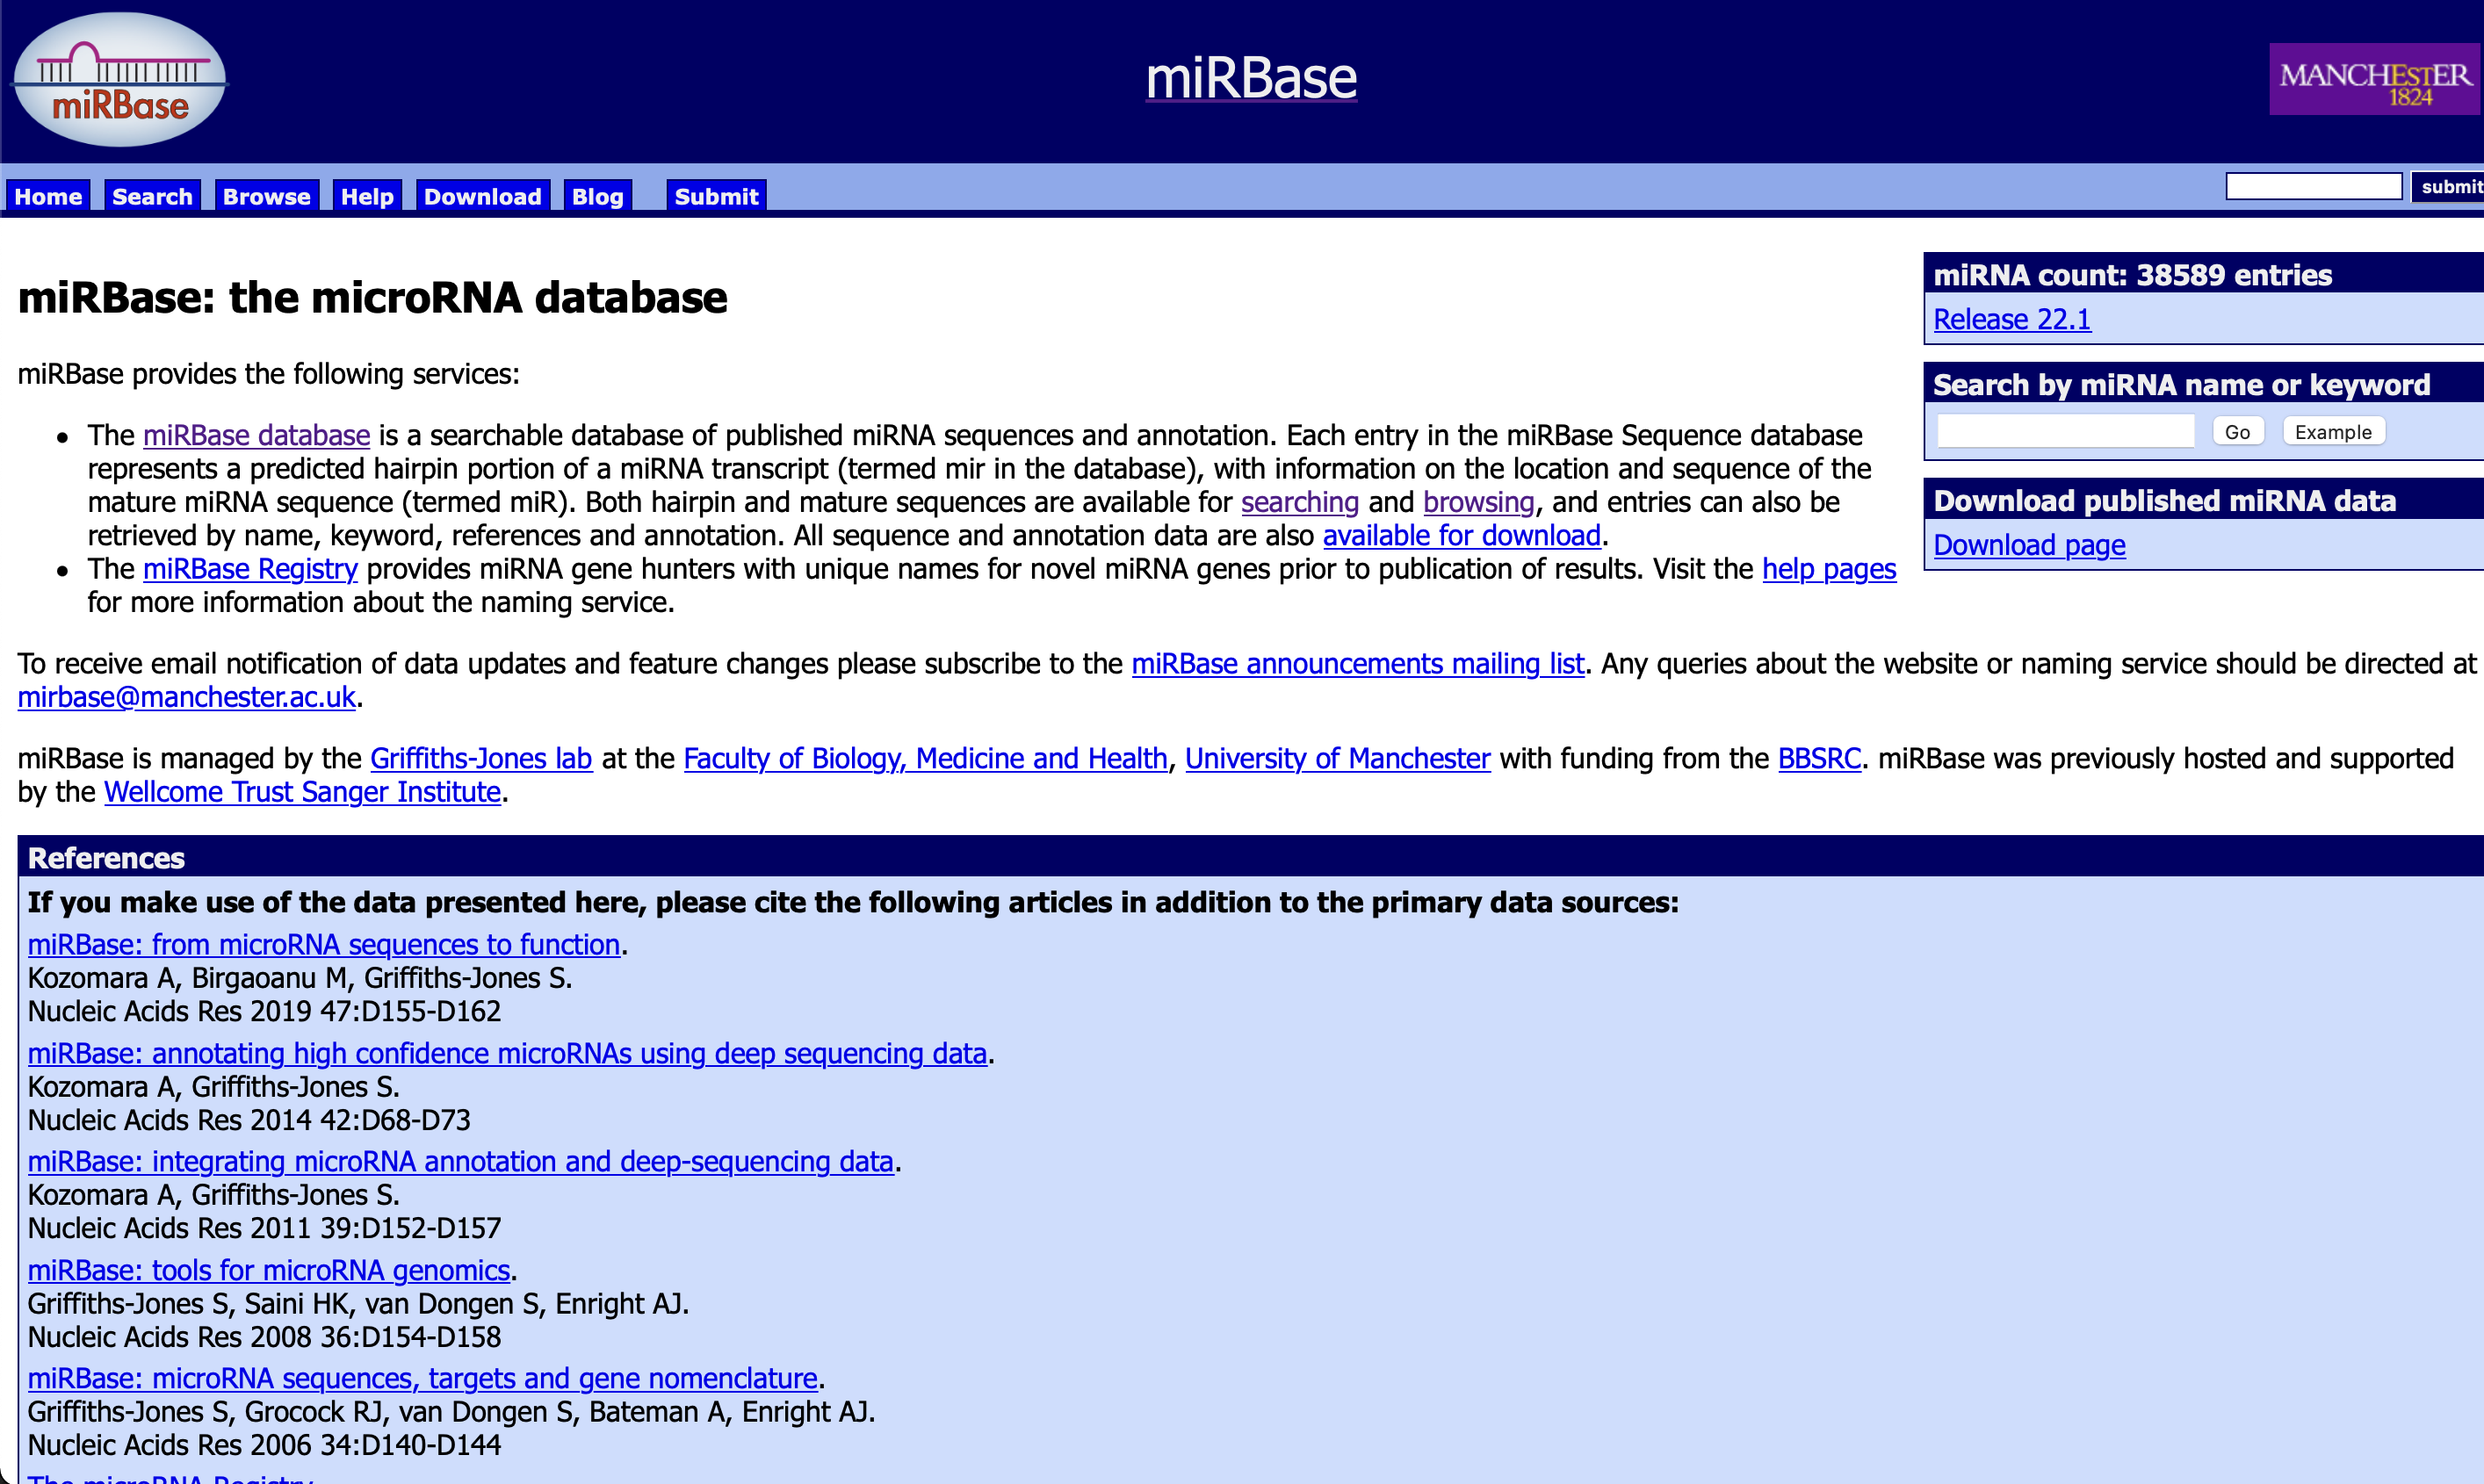 miRBase
miRBase
MANCHESTER
1824
Home Search Browse Help Download Blog Submit
submit
miRBase: the microRNA database
miRBase provides the following services:
The miRBase database is a searchable database of published miRNA sequences and annotation. Each entry in the miRBase Sequence database
represents a predicted hairpin portion of a miRNA transcript (termed mir in the database), with information on the location and sequence of the
mature miRNA sequence (termed miR). Both hairpin and mature sequences are available for searching and browsing, and entries can also be
retrieved by name, keyword, references and annotation. All sequence and annotation data are also available for download.
The miRBase Registry provides miRNA gene hunters with unique names for novel miRNA genes prior to publication of results. Visit the help pages
for more information about the naming service.
miRNA count: 38589 entries
Release 22.1
Search by miRNA name or keyword
Go Example
Download published miRNA data
Download page
To receive email notification of data updates and feature changes please subscribe to the miRBase announcements mailing list. Any queries about the website or naming service should be directed at
mirbase@manchester.ac.uk.
miRBase is managed by the Griffiths-Jones lab at the Faculty of Biology, Medicine and Health, University of Manchester with funding from the BBSRC. miRBase was previously hosted and supported
by the Wellcome Trust Sanger Institute.
References
If you make use of the data presented here, please cite the following articles in addition to the primary data sources:
miRBase: from microRNA sequences to function.
Kozomara A, Birgaoanu M, Griffiths-Jones S.
Nucleic Acids Res 2019 47:D155-D162
miRBase: annotating high confidence microRNAs using deep sequencing data.
Kozomara A, Griffiths-Jones S.
Nucleic Acids Res 2014 42:D68-D73
miRBase: integrating microRNA annotation and deep-sequencing data.
Kozomara A, Griffiths-Jones S.
Nucleic Acids Res 2011 39:D152-D157
miRBase: tools for microRNA genomics.
Griffiths-Jones S, Saini HK, van Dongen S, Enright AJ.
Nucleic Acids Res 2008 36:D154-D158
miRBase: microRNA sequences, targets and gene nomenclature.
Griffiths-Jones S, Grocock RJ, van Dongen S, Bateman A, Enright AJ.
Nucleic Acids Res 2006 34:D140-D144
The microRNA Registry